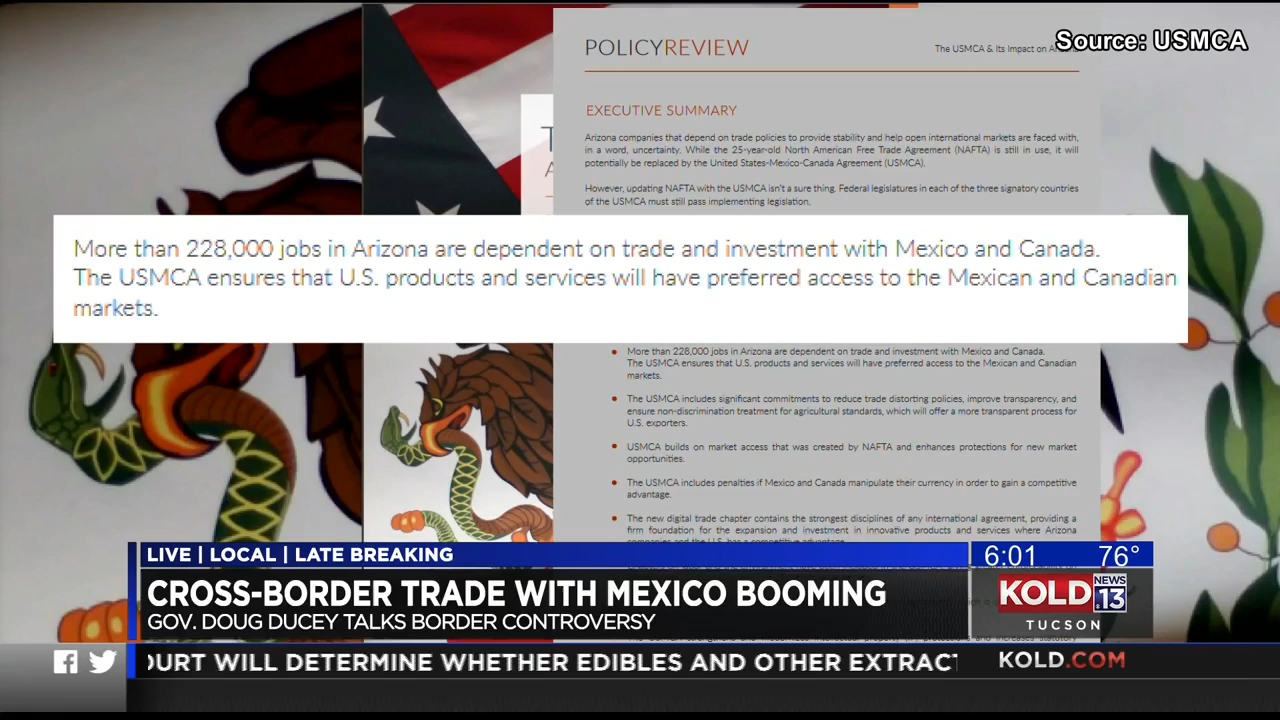 POLICYREVIEW
The USMCA & Its Impact on
Source: USMCA
EXECUTIVE SUMMARY
Arizona companies that depend on trade policies to provide stability and help open international markets are faced with,
in a word, uncertainty. While the 25-year-old North American Free Trade Agreement (NAFTA) is still in use, it will
potentially be replaced by the United States-Mexico-Canada Agreement (USMCA).
However, updating NAFTA with the USMCA isn't a sure thing. Federal legislatures in each of the three signatory countries
of the USMCA must still pass implementing legislation.
More than 228,000 jobs in Arizona are dependent on trade and investment with Mexico and Canada.
The USMCA ensures that U.S. products and services will have preferred access to the Mexican and Canadian
markets.
More than 228,000 jobs in Arizona are dependent on trade and investment with Mexico and Canada.
The USMCA ensures that U.S. products and services will have preferred access to the Mexican and Canadian
markets.
The USMCA includes significant commitments to reduce trade distorting policies, improve transparency, and
ensure non-discrimination treatment for agricultural standards, which will offer a more transparent process for
U.S. exporters.
USMCA builds on market access that was created by NAFTA and enhances protections for new market
opportunities.
The USMCA includes penalties if Mexico and Canada manipulate their currency in order to gain a competitive
advantage.
The new digital trade chapter contains the strongest disciplines of any international agreement, providing a
firm foundation for the expansion and investment in innovative products and services where Arizona
companies and the U.S. has a competitive advantage.
LIVE | LOCAL | LATE BREAKING
6:01 76°
CROSS-BORDER TRADE WITH MEXICO BOOMING
GOV. DOUG DUCEY TALKS BORDER CONTROVERSY
KOLD NEWS 13
TUCSON
OURT WILL DETERMINE WHETHER EDIBLES AND OTHER EXTRACT
KOLD.COM